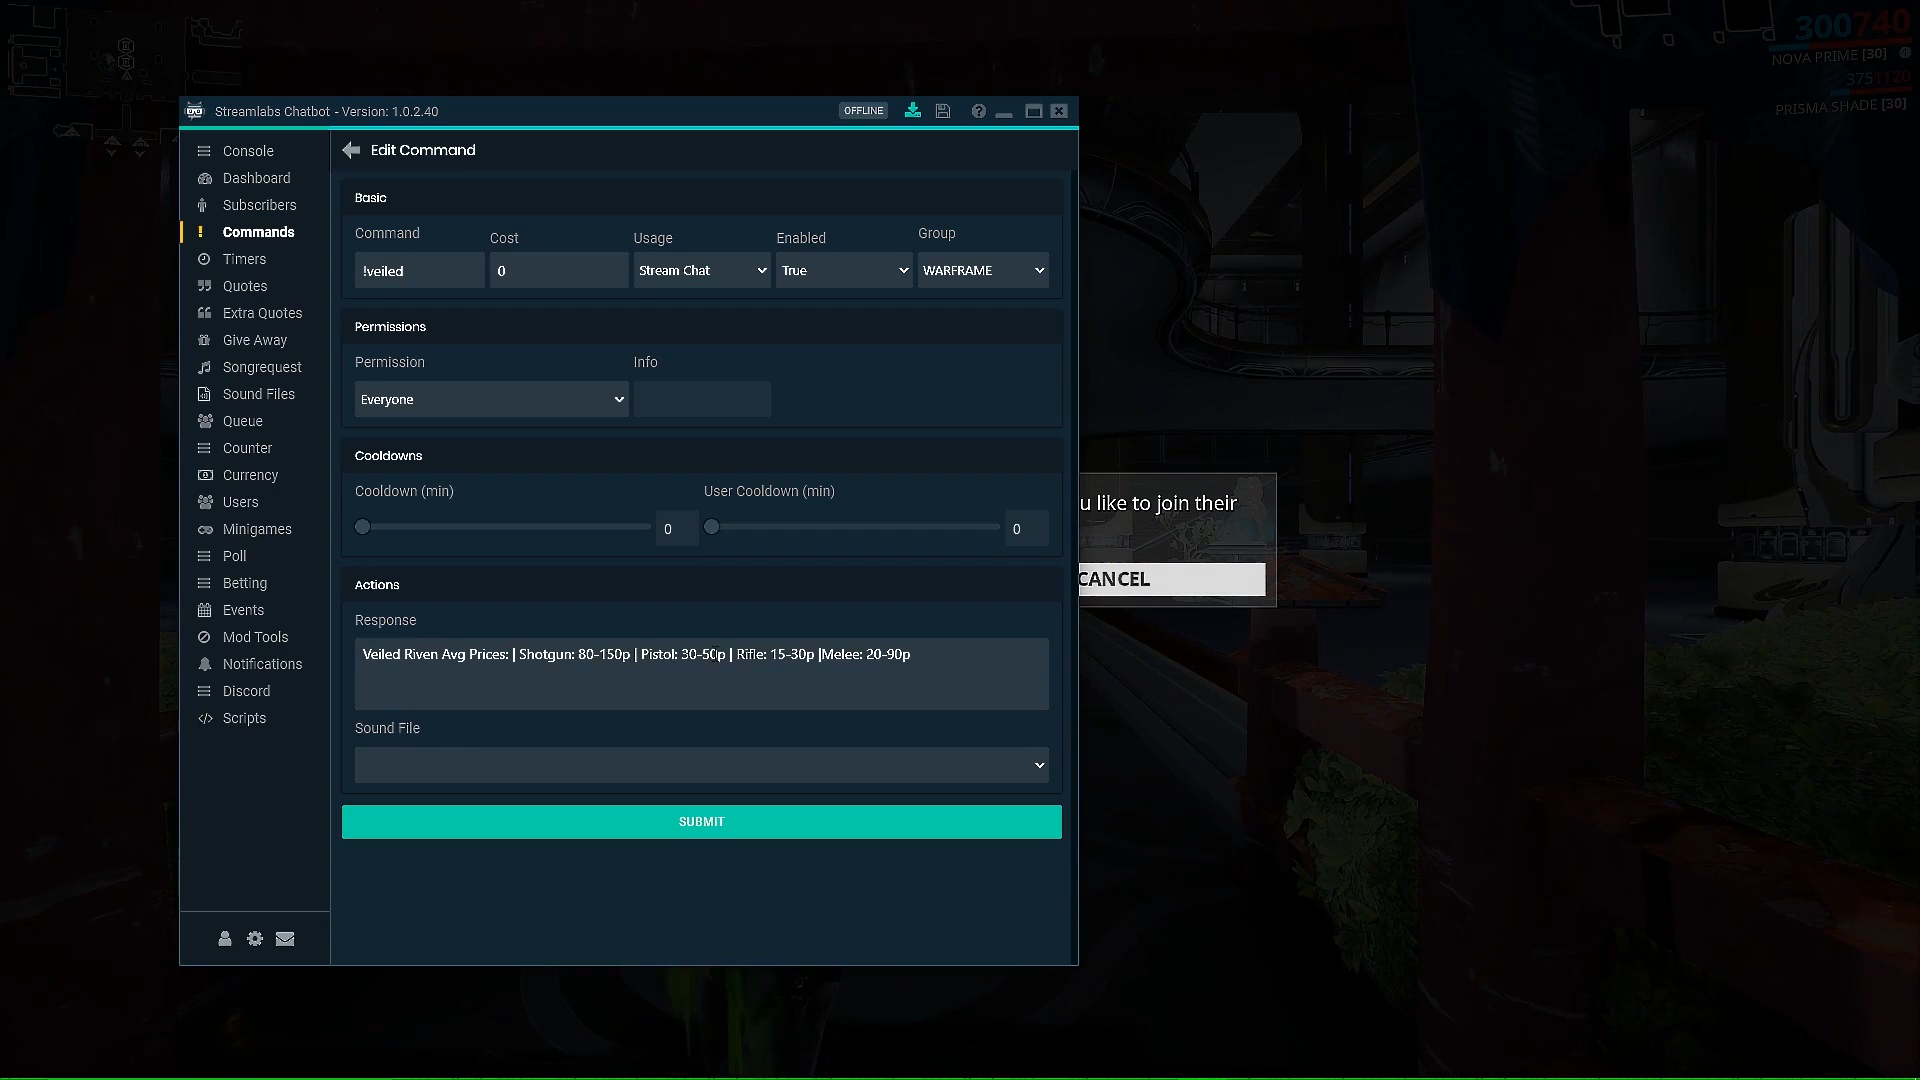 300 740
NOVA PRIME [30]
375 1120
PRISMA SHADE [30]
Streamlabs Chatbot - Version: 1.0.2.40
OFFLINE
Console
Dashboard
Subscribers
Commands
Timers
Quotes
Extra Quotes
Give Away
Songrequest
Sound Files
Queue
Counter
Currency
Users
Minigames
Poll
Betting
Events
Mod Tools
Notifications
Discord
Scripts
Edit Command
Basic
Command Cost Usage Enabled Group
!veiled 0 Stream Chat True WARFRAME
Permissions
Permission Info
Everyone
Cooldowns
Cooldown (min) User Cooldown (min)
0 0
Actions
Response
Veiled Riven Avg Prices: | Shotgun: 80-150p | Pistol: 30-50p | Rifle: 15-30p |Melee: 20-90p
Sound File
SUBMIT
u like to join their
CANCEL